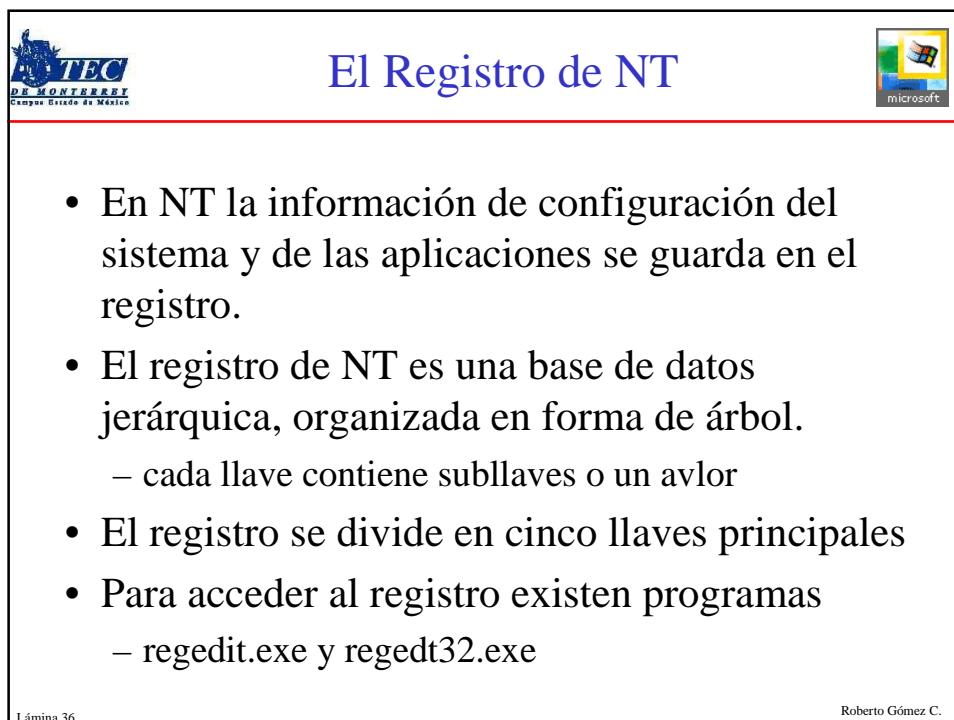 TEC
DE MONTERREY
Campus Estado de México
El Registro de NT
microsoft
• En NT la información de configuración del
sistema y de las aplicaciones se guarda en el
registro.
• El registro de NT es una base de datos
jerárquica, organizada en forma de árbol.
– cada llave contiene subllaves o un avlor
• El registro se divide en cinco llaves principales
• Para acceder al registro existen programas
– regedit.exe y regedt32.exe
Lámina 36
Roberto Gómez C.